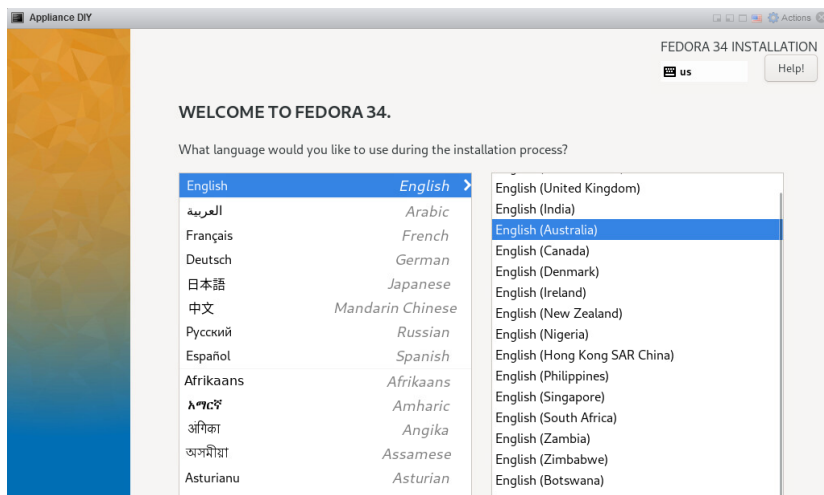 Appliance DIY
Actions
FEDORA 34 INSTALLATION
us
Help!
WELCOME TO FEDORA 34.
What language would you like to use during the installation process?
English English
العربية Arabic
Français French
Deutsch German
日本語 Japanese
中文 Mandarin Chinese
Русский Russian
Español Spanish
Afrikaans Afrikaans
አማርኛ Amharic
अंगिका Angika
অসমীয়া Assamese
Asturianu Asturian
English (United Kingdom)
English (India)
English (Australia)
English (Canada)
English (Denmark)
English (Ireland)
English (New Zealand)
English (Nigeria)
English (Hong Kong SAR China)
English (Philippines)
English (Singapore)
English (South Africa)
English (Zambia)
English (Zimbabwe)
English (Botswana)